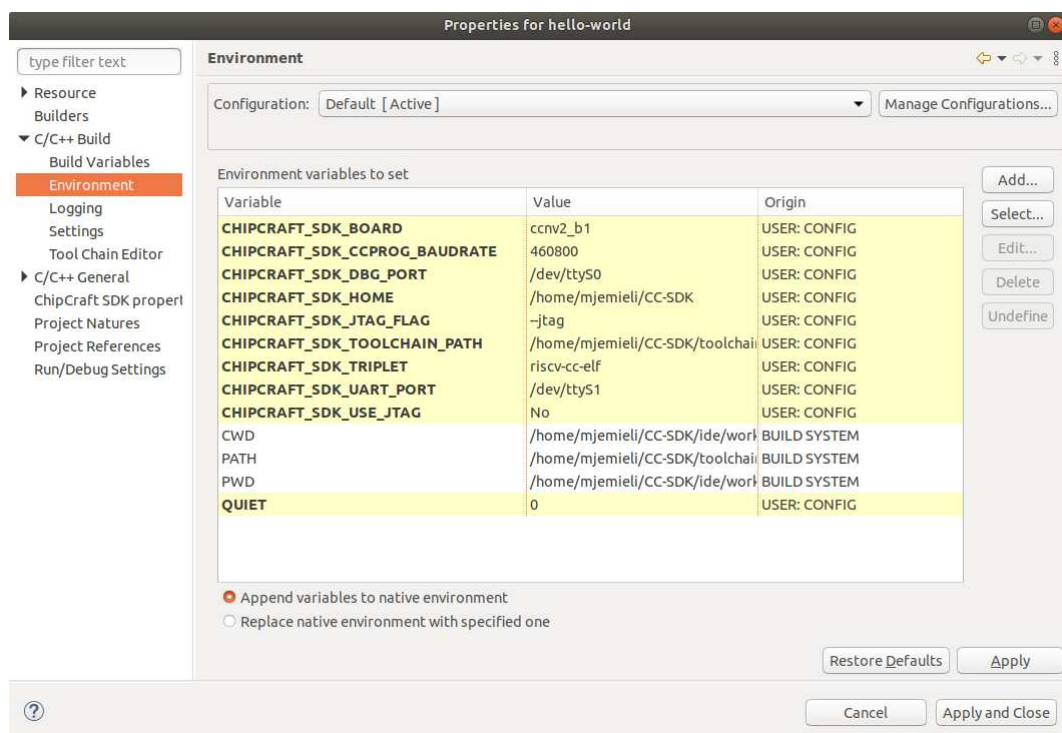 Properties for hello-world
type filter text
Resource
Builders
C/C++ Build
Build Variables
Environment
Logging
Settings
Tool Chain Editor
C/C++ General
ChipCraft SDK propert
Project Natures
Project References
Run/Debug Settings
Environment
Configuration: Default [ Active ] Manage Configurations...
Environment variables to set
Variable Value Origin
CHIPCRAFT_SDK_BOARD ccnv2_b1 USER: CONFIG
CHIPCRAFT_SDK_CCPROG_BAUDRATE 460800 USER: CONFIG
CHIPCRAFT_SDK_DBG_PORT /dev/ttyS0 USER: CONFIG
CHIPCRAFT_SDK_HOME /home/mjemieli/CC-SDK USER: CONFIG
CHIPCRAFT_SDK_JTAG_FLAG --jtag USER: CONFIG
CHIPCRAFT_SDK_TOOLCHAIN_PATH /home/mjemieli/CC-SDK/toolchai USER: CONFIG
CHIPCRAFT_SDK_TRIPLET riscv-cc-elf USER: CONFIG
CHIPCRAFT_SDK_UART_PORT /dev/ttyS1 USER: CONFIG
CHIPCRAFT_SDK_USE_JTAG No USER: CONFIG
CWD /home/mjemieli/CC-SDK/ide/work BUILD SYSTEM
PATH /home/mjemieli/CC-SDK/toolchai BUILD SYSTEM
PWD /home/mjemieli/CC-SDK/ide/work BUILD SYSTEM
QUIET 0 USER: CONFIG
Add...
Select...
Edit...
Delete
Undefine
Append variables to native environment
Replace native environment with specified one
Restore Defaults Apply
Cancel Apply and Close